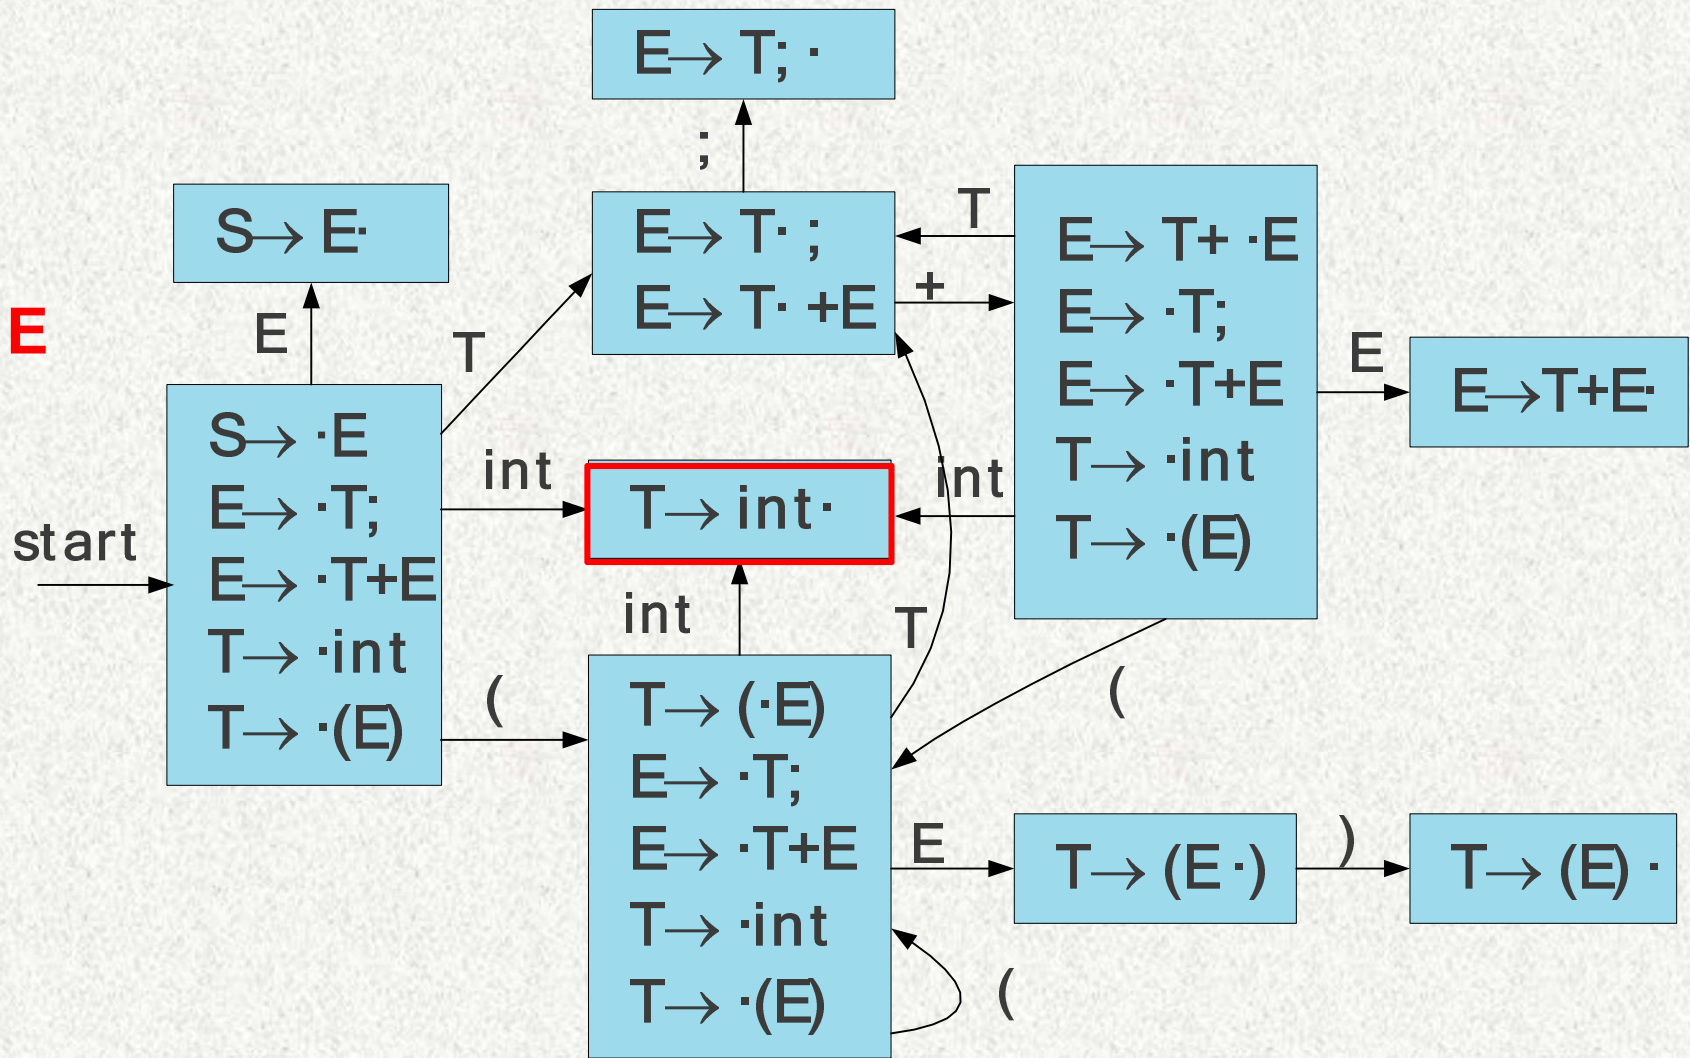 E→ T; ·
;
S→ E·
E→ T· ;
E→ T· +E
T
+
E→ T+ ·E
E→ ·T;
E→ ·T+E
T→ ·int
T→ ·(E)
E
E→T+E·
E
E
T
start
S→ ·E
E→ ·T;
E→ ·T+E
T→ ·int
T→ ·(E)
int
T→ int·
int
int
T
(
(
T→ (·E)
E→ ·T;
E→ ·T+E
T→ ·int
T→ ·(E)
E
T→ (E ·)
)
T→ (E) ·
(